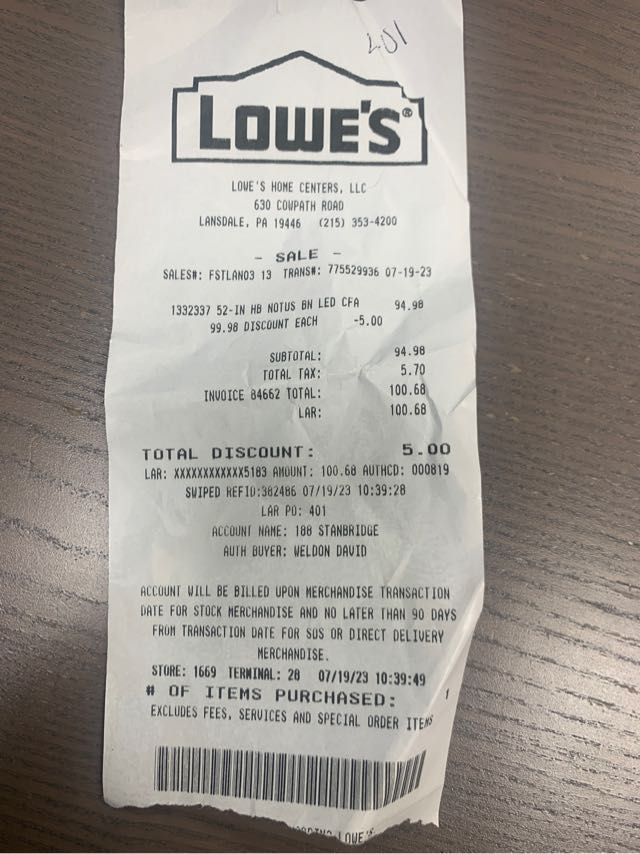 LOWE'S®
LOWE'S HOME CENTERS, LLC
630 COWPATH ROAD
LANSDALE, PA 19446 (215) 353-4200
- SALE -
SALES#: FSTLAN03 13 TRANS#: 775529936 07-19-23
1332337 52-IN HB NOTUS BN LED CFA 94.98
99.98 DISCOUNT EACH -5.00
SUBTOTAL: 94.98
TOTAL TAX: 5.70
INVOICE 84662 TOTAL: 100.68
LAR: 100.68
TOTAL DISCOUNT: 5.00
LAR: XXXXXXXXXXXX5183 AMOUNT: 100.68 AUTHCD: 000819
SWIPED REFID:382486 07/19/23 10:39:28
LAR PO: 401
ACCOUNT NAME: 188 STANBRIDGE
AUTH BUYER: WELDON DAVID
ACCOUNT WILL BE BILLED UPON MERCHANDISE TRANSACTION
DATE FOR STOCK MERCHANDISE AND NO LATER THAN 90 DAYS
FROM TRANSACTION DATE FOR SOS OR DIRECT DELIVERY
MERCHANDISE.
STORE: 1669 TERMINAL: 28 07/19/23 10:39:49
# OF ITEMS PURCHASED: 1
EXCLUDES FEES, SERVICES AND SPECIAL ORDER ITEMS
LOWE'S